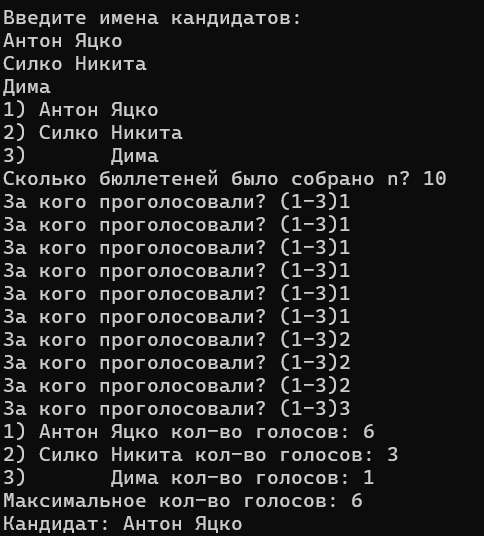 Введите имена кандидатов:
Антон Яцко
Силко Никита
Дима
1) Антон Яцко
2) Силко Никита
3)       Дима
Сколько бюллетеней было собрано n? 10
За кого проголосовали? (1-3)1
За кого проголосовали? (1-3)1
За кого проголосовали? (1-3)1
За кого проголосовали? (1-3)1
За кого проголосовали? (1-3)1
За кого проголосовали? (1-3)1
За кого проголосовали? (1-3)2
За кого проголосовали? (1-3)2
За кого проголосовали? (1-3)2
За кого проголосовали? (1-3)3
1) Антон Яцко кол-во голосов: 6
2) Силко Никита кол-во голосов: 3
3)       Дима кол-во голосов: 1
Максимальное кол-во голосов: 6
Кандидат: Антон Яцко